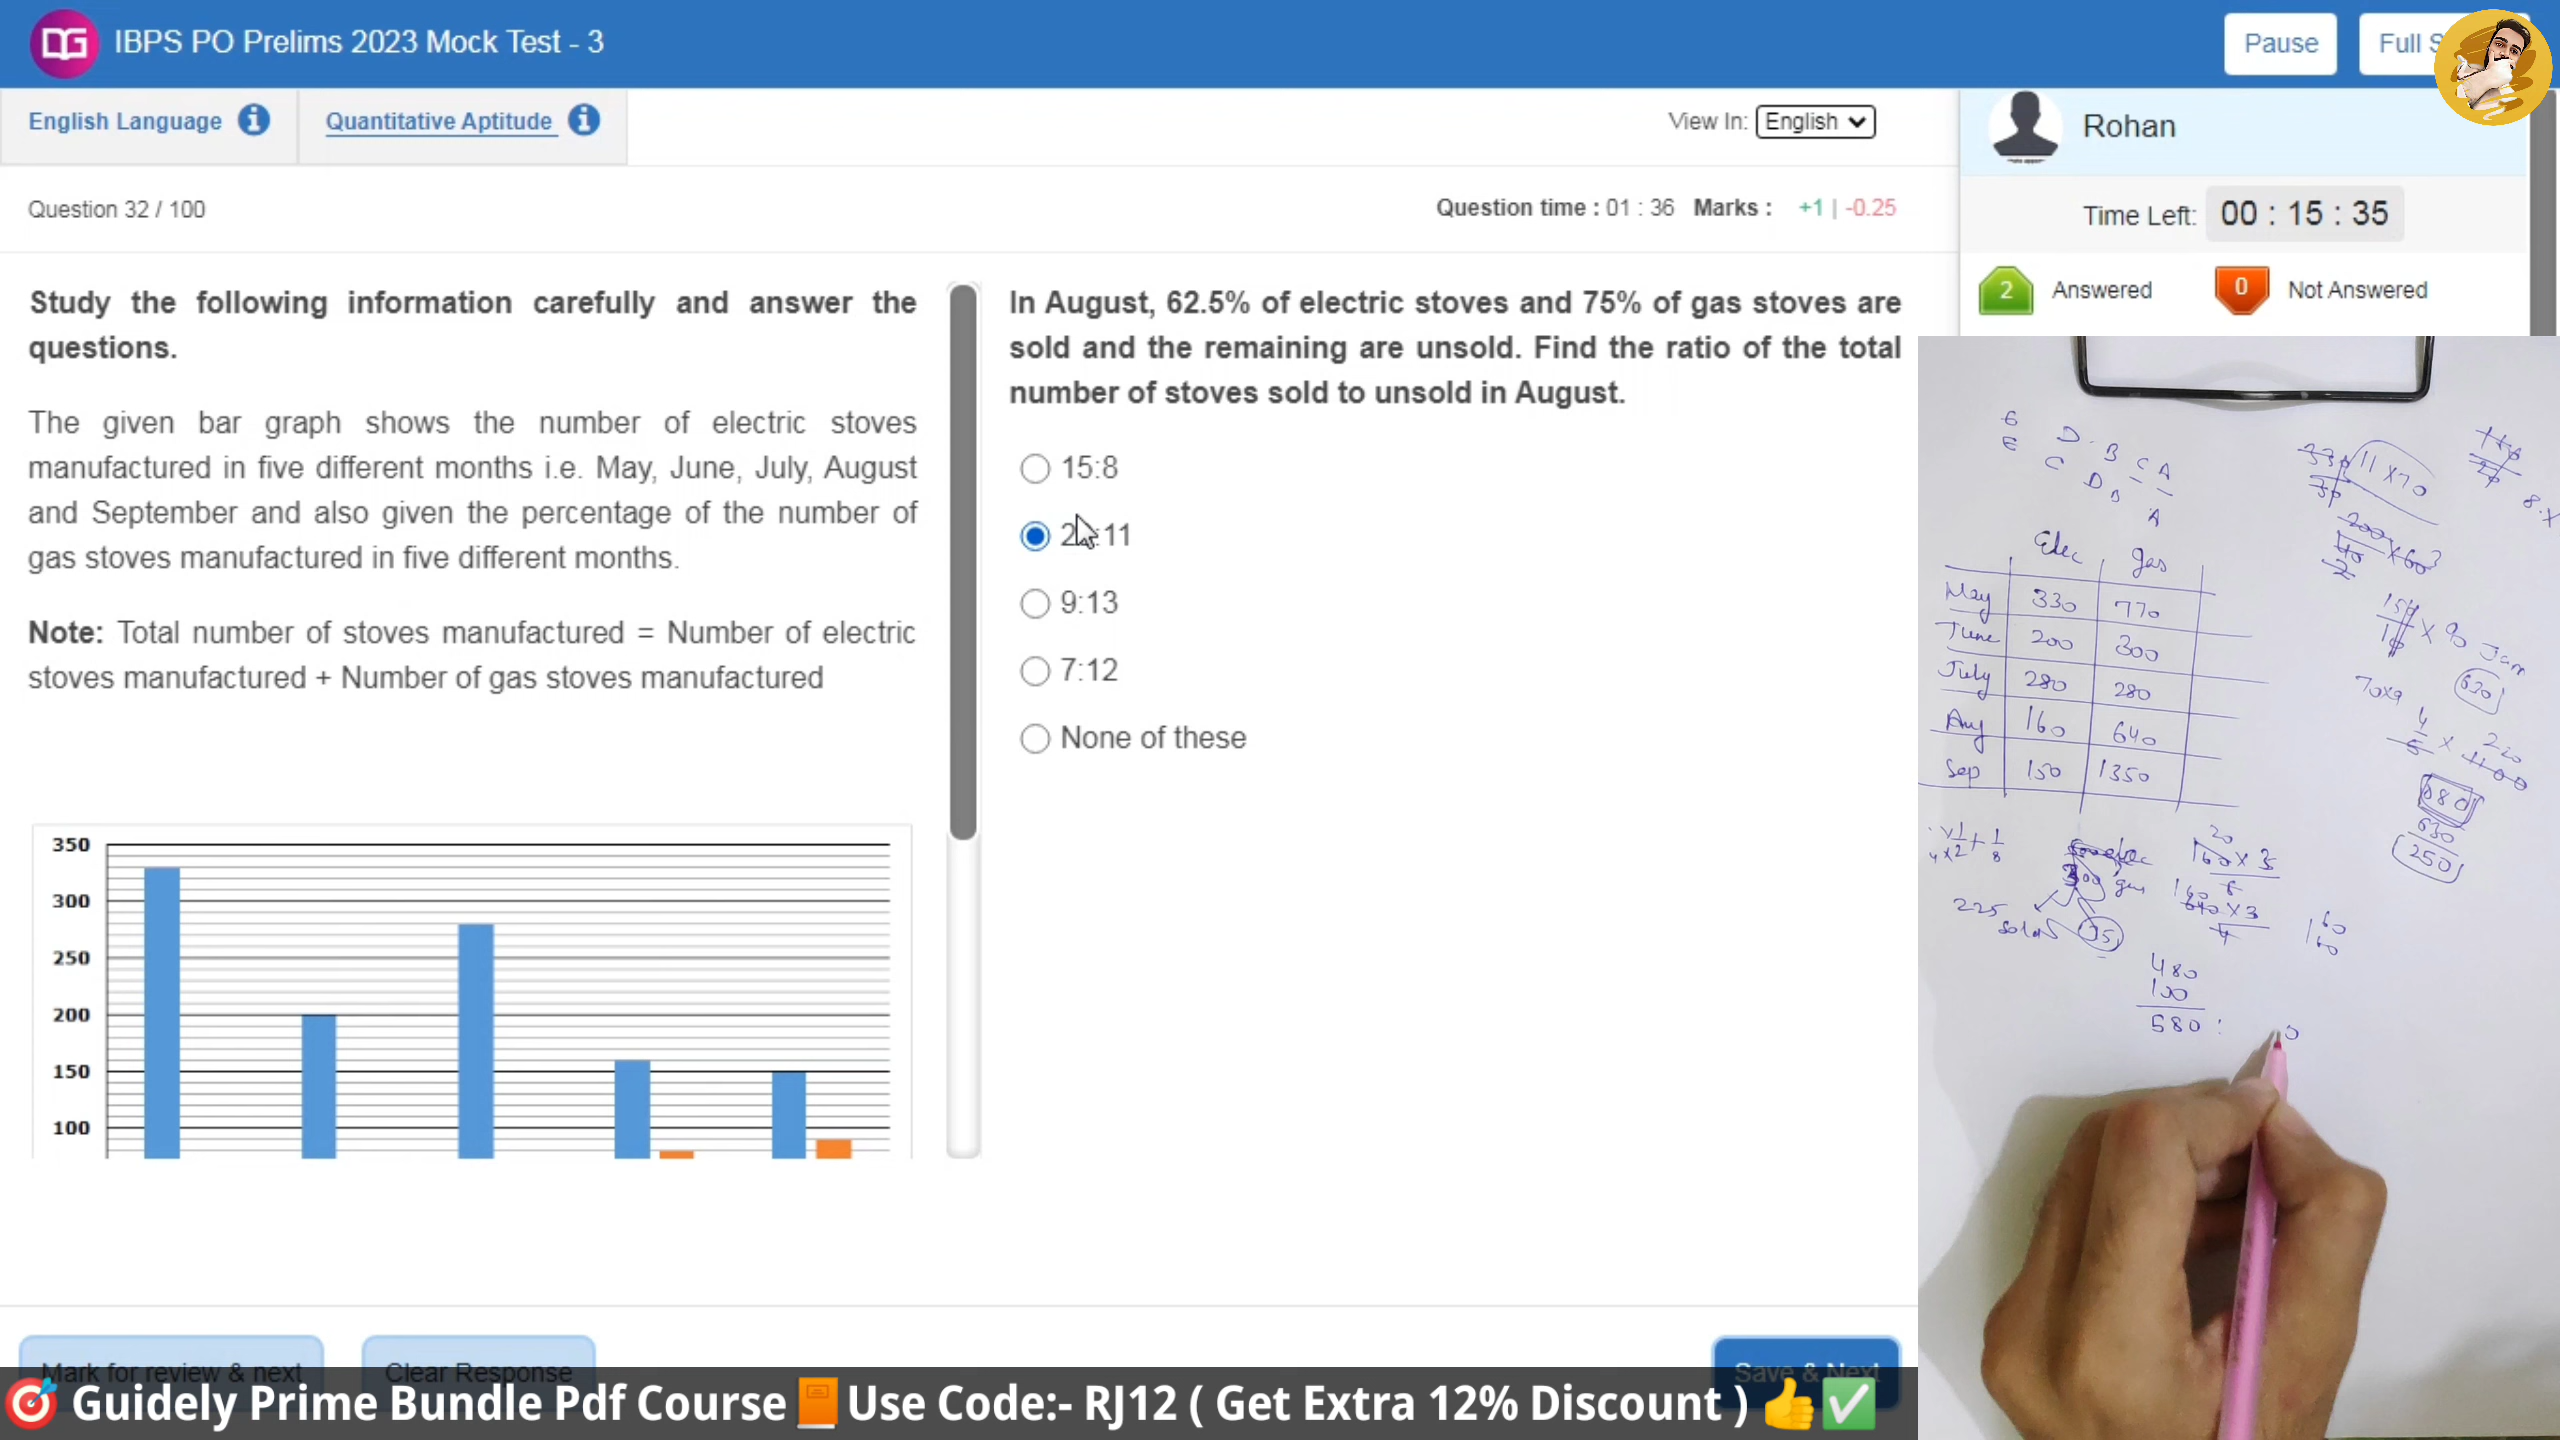 DG IBPS PO Prelims 2023 Mock Test - 3
Pause
Full S
English Language
Quantitative Aptitude
View In: English
Rohan
Question 32 / 100
Question time : 01 : 36 Marks : +1 | -0.25
Time Left: 00 : 15 : 35
2 Answered
0 Not Answered
Study the following information carefully and answer the
questions.
The given bar graph shows the number of electric stoves
manufactured in five different months i.e. May, June, July, August
and September and also given the percentage of the number of
gas stoves manufactured in five different months.
Note: Total number of stoves manufactured = Number of electric
stoves manufactured + Number of gas stoves manufactured
350
300
250
200
150
100
In August, 62.5% of electric stoves and 75% of gas stoves are
sold and the remaining are unsold. Find the ratio of the total
number of stoves sold to unsold in August.
15:8
:11
9:13
7:12
None of these
Elec gas
May 330 770
June 200 300
July 280 280
Aug 160 640
Sep 150 1350
11 x 70
70x9
630
250
225
480
100
580 :
Mark for review & next
Clear Response
Save & Next
Guidely Prime Bundle Pdf Course Use Code:- RJ12 ( Get Extra 12% Discount )